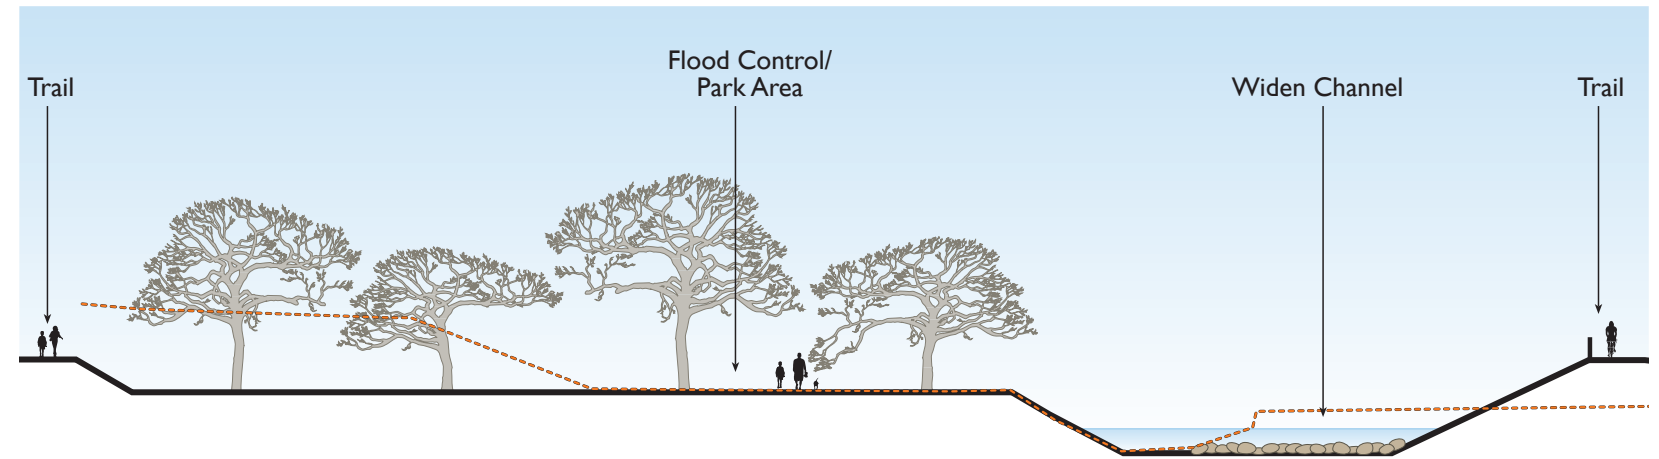 Trail
Flood Control/
Park Area
Widen Channel
Trail